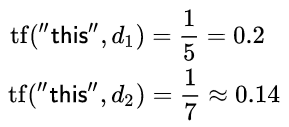 tf("this", d₁) = 1/5 = 0.2
tf("this", d₂) = 1/7 ≈ 0.14